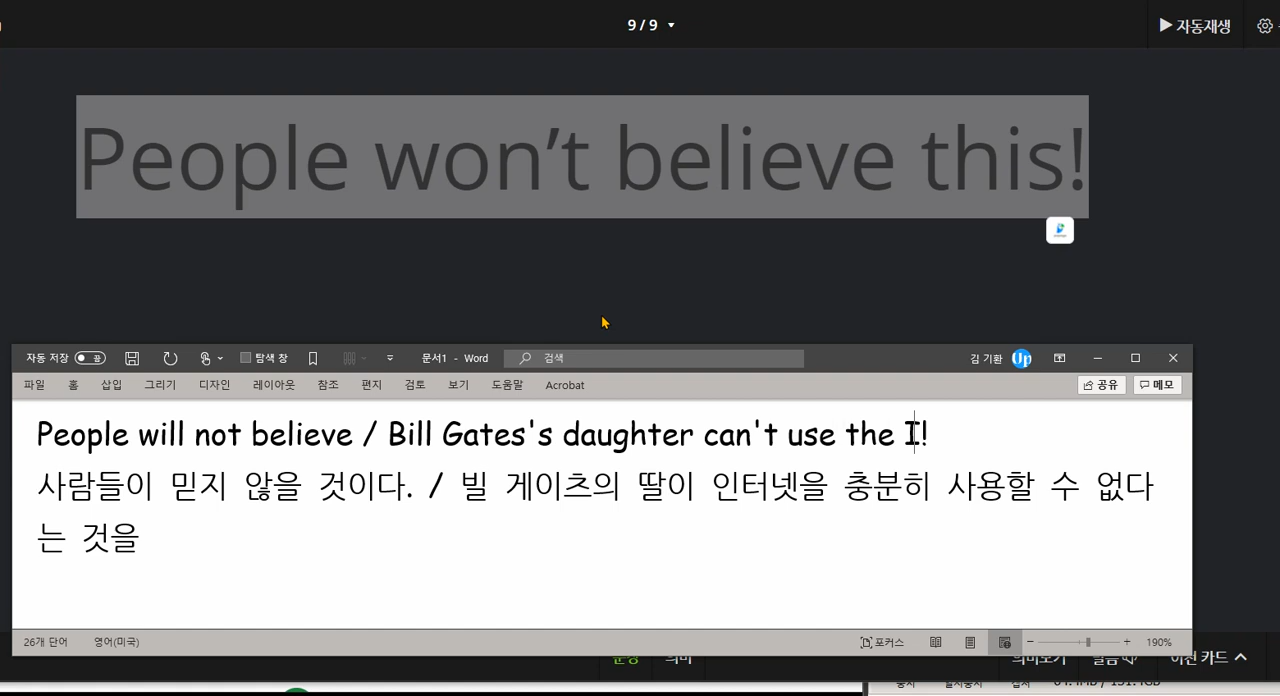 9 / 9
▶ 자동재생
People won’t believe this!
자동 저장 끔
탐색 창
문서1 - Word
검색
김 기환
Up
파일 홈 삽입 그리기 디자인 레이아웃 참조 편지 검토 보기 도움말 Acrobat
공유 메모
People will not believe / Bill Gates's daughter can't use the I!
사람들이 믿지 않을 것이다. / 빌 게이츠의 딸이 인터넷을 충분히 사용할 수 없다
는 것을
26개 단어 영어(미국) 포커스 190%
이전 카드